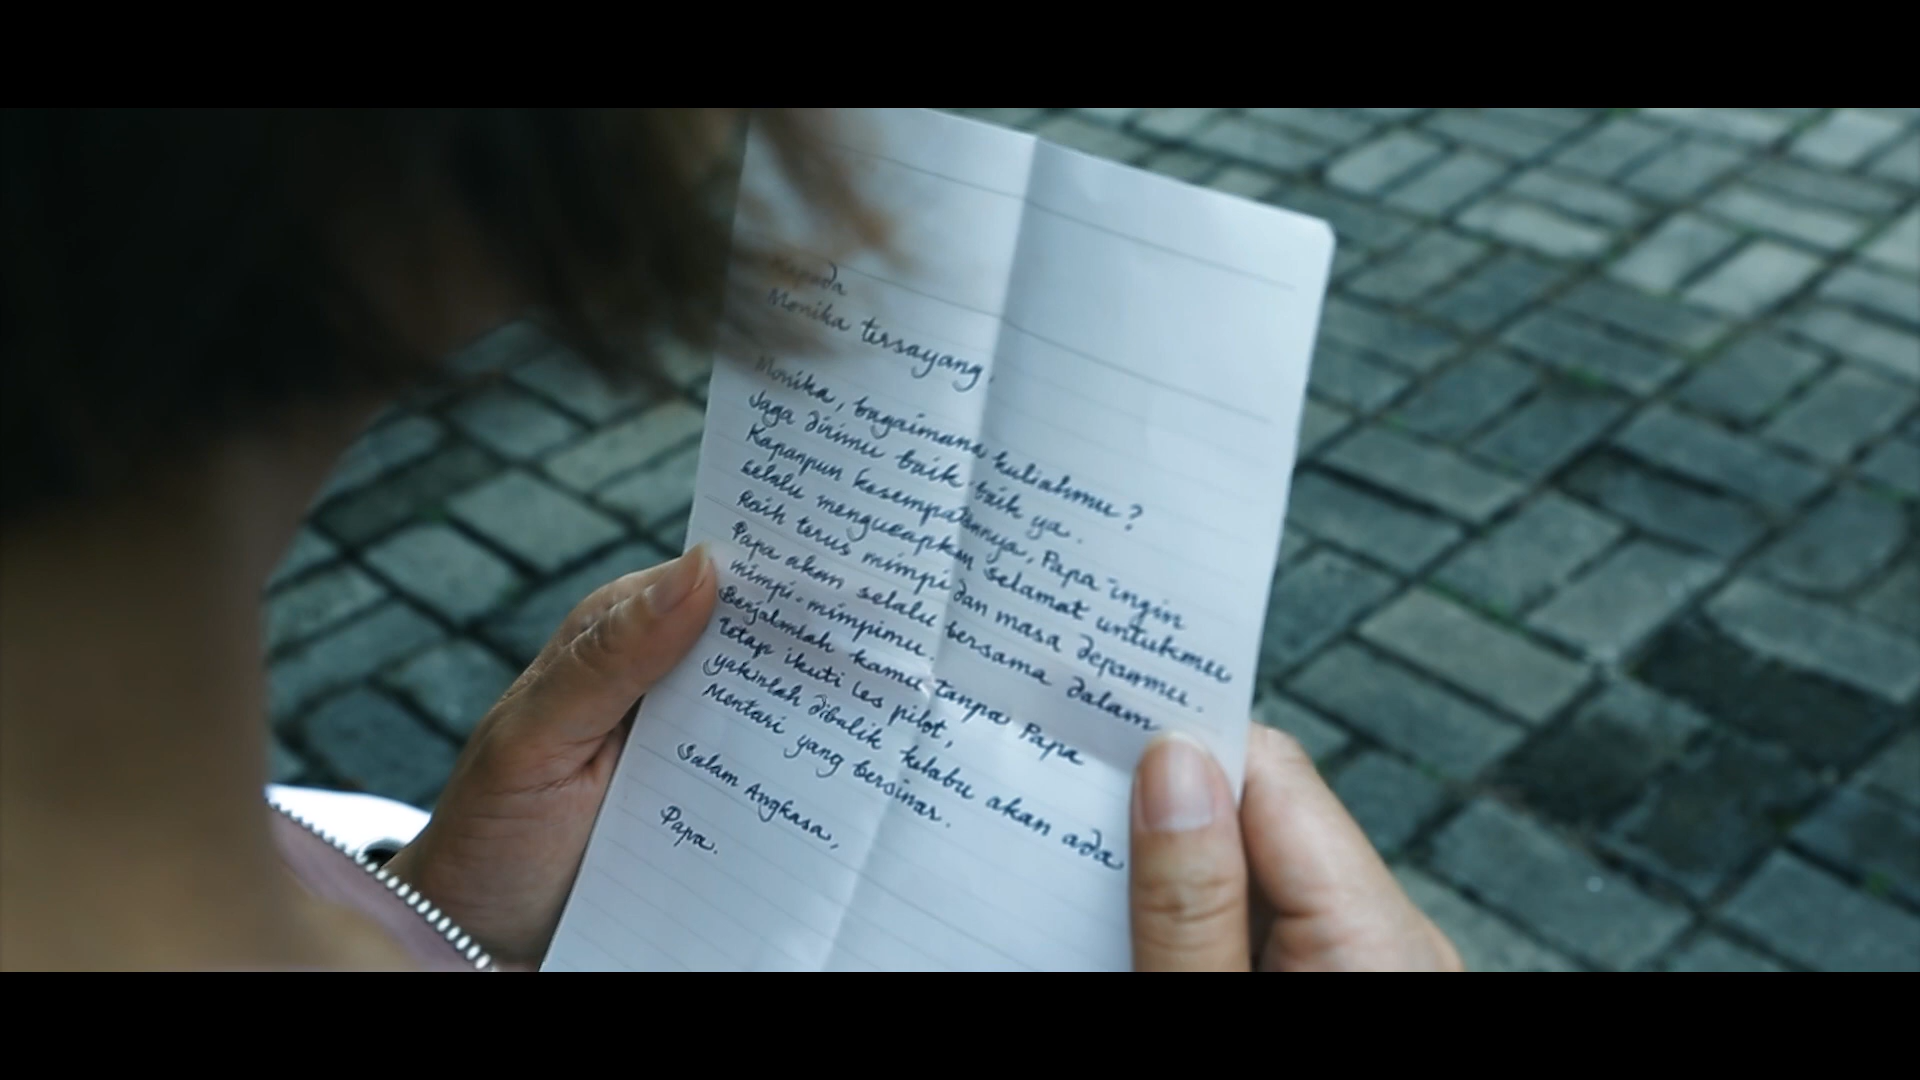 Kepada
Monika tersayang,
Monika, bagaimana kuliahmu?
Jaga dirimu baik-baik ya.
Kapanpun kesempatannya, Papa ingin
selalu mengucapkan selamat untukmu
Raih terus mimpi dan masa depanmu.
Papa akan selalu bersama dalam
mimpi-mimpimu.
Berjalanlah kamu tanpa Papa
tetap ikuti les pilot,
yakinlah dibalik kelabu akan ada
Mentari yang bersinar.
Salam Angkasa,
Papa.